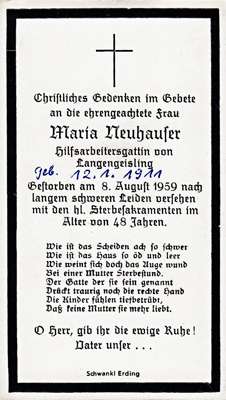 Christliches Gedenken im Gebete
an die ehrengeachtete Frau
Maria Neuhauser
Hilfsarbeitersgattin von
Langengeisling
Geb. 12.1.1911
Gestorben am 8. August 1959 nach
langem schweren Leiden versehen
mit den hl. Sterbesakramenten im
Alter von 48 Jahren.
Wie ist das Scheiden ach so schwer
Wie ist das Haus so öd und leer
Wie weint sich doch das Auge wund
Bei einer Mutter Sterbestund.
Der Gatte der sie sein genannt
Drückt traurig noch die rechte Hand
Die Kinder fühlen tiefbetrübt,
Daß keine Mutter sie mehr liebt.
O Herr, gib ihr die ewige Ruhe!
Vater unser . . .
Schwankl Erding